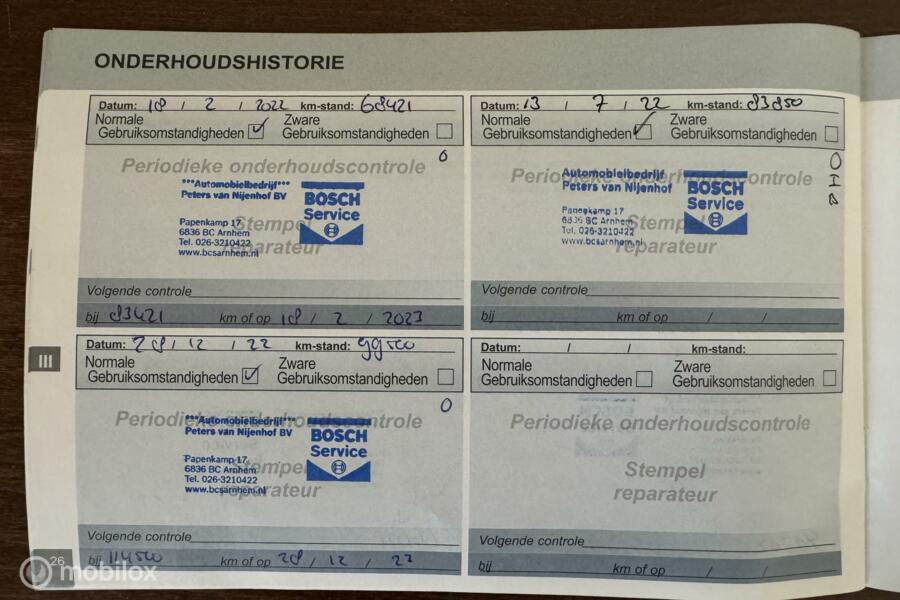 ONDERHOUDSHISTORIE
Datum: 18 / 2 / 2022 km-stand: 68421
Normale Gebruiksomstandigheden
Zware Gebruiksomstandigheden
Periodieke onderhoudscontrole
***Automobielbedrijf***
Peters van Nijenhof BV
Papenkamp 17
6836 BC Arnhem
Tel. 026-3210422
www.bcsarnhem.nl
BOSCH
Service
Stempel
reparateur
Volgende controle
bij 83421 km of op 18 / 2 / 2023
Datum: 13 / 7 / 22 km-stand: 83850
Normale Gebruiksomstandigheden
Zware Gebruiksomstandigheden
O
H
B
Periodieke onderhoudscontrole
Automobielbedrijf
Peters van Nijenhof
Papenkamp 17
6836 BC Arnhem
Tel. 026-3210422
www.bcsarnhem.nl
BOSCH
Service
Stempel
reparateur
Volgende controle
bij km of op / /
III
Datum: 28 / 12 / 22 km-stand: 99500
Normale Gebruiksomstandigheden
Zware Gebruiksomstandigheden
O
Periodieke onderhoudscontrole
***Automobielbedrijf***
Peters van Nijenhof BV
Papenkamp 17
6836 BC Arnhem
Tel. 026-3210422
www.bcsarnhem.nl
BOSCH
Service
Stempel
reparateur
Volgende controle
bij 114500 km of op 28 / 12 / 22
Datum: / / km-stand:
Normale Gebruiksomstandigheden
Zware Gebruiksomstandigheden
Periodieke onderhoudscontrole
Stempel
reparateur
Volgende controle
bij km of op / /
26
mobilox